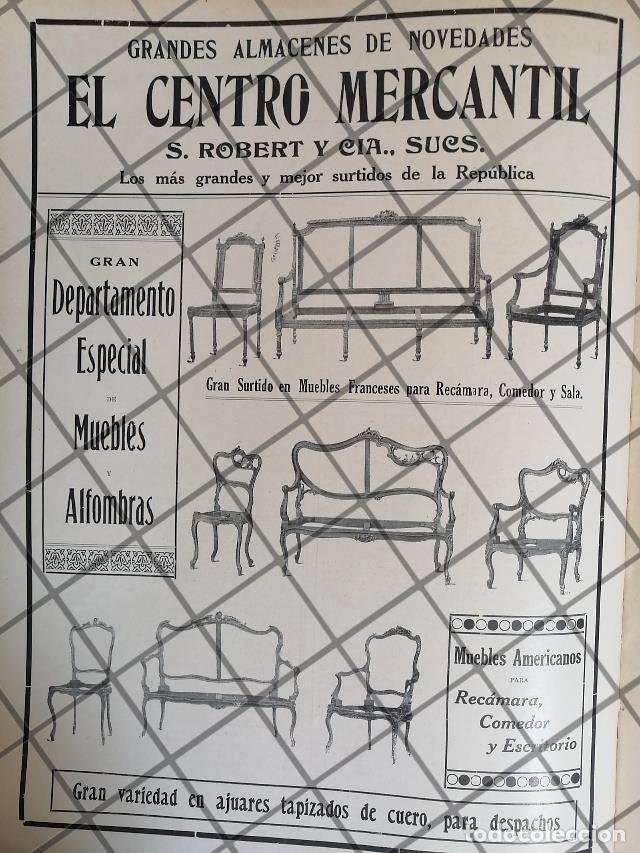 GRANDES ALMACENES DE NOVEDADES
EL CENTRO MERCANTIL
S. ROBERT Y CIA., SUCS.
Los más grandes y mejor surtidos de la República
GRAN
Departamento
Especial
DE
Muebles
Y
Alfombras
Gran Surtido en Muebles Franceses para Recámara, Comedor y Sala.
Muebles Americanos
PARA
Recámara,
Comedor
y Escritorio
Gran variedad en ajuares tapizados de cuero, para despachos
todocoleccion